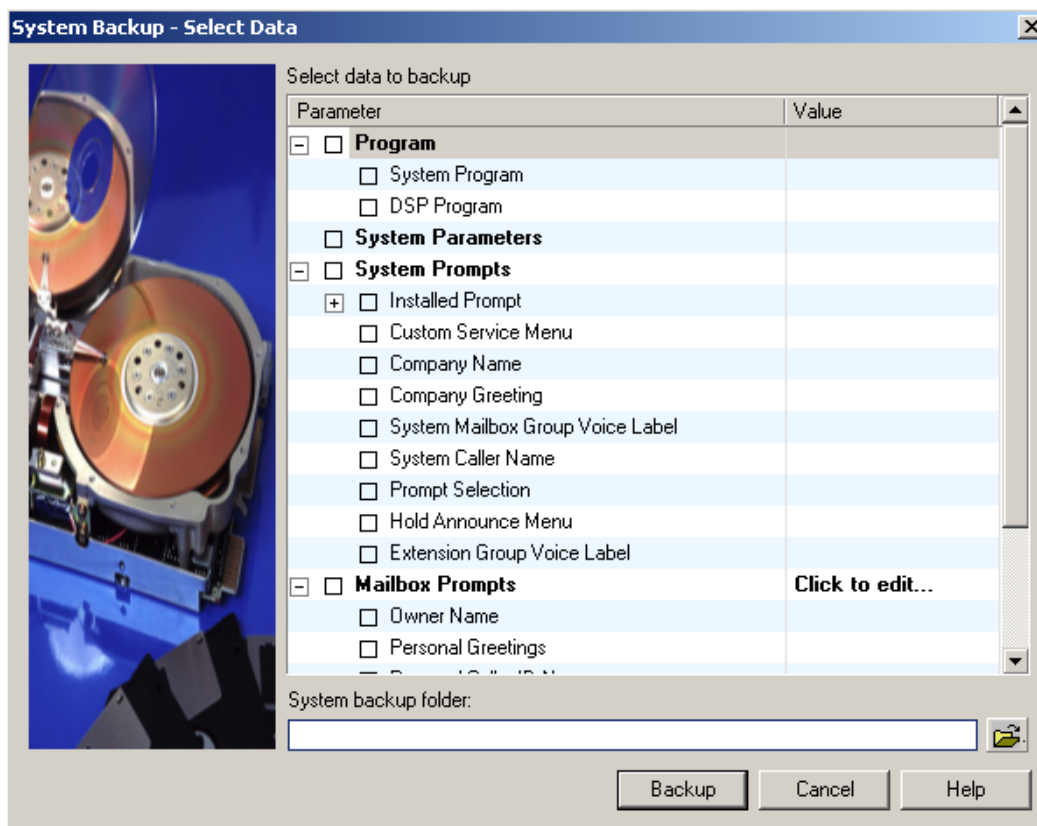 System Backup - Select Data
Select data to backup
Parameter Value
Program
System Program
DSP Program
System Parameters
System Prompts
Installed Prompt
Custom Service Menu
Company Name
Company Greeting
System Mailbox Group Voice Label
System Caller Name
Prompt Selection
Hold Announce Menu
Extension Group Voice Label
Mailbox Prompts Click to edit...
Owner Name
Personal Greetings
System backup folder:
Backup Cancel Help